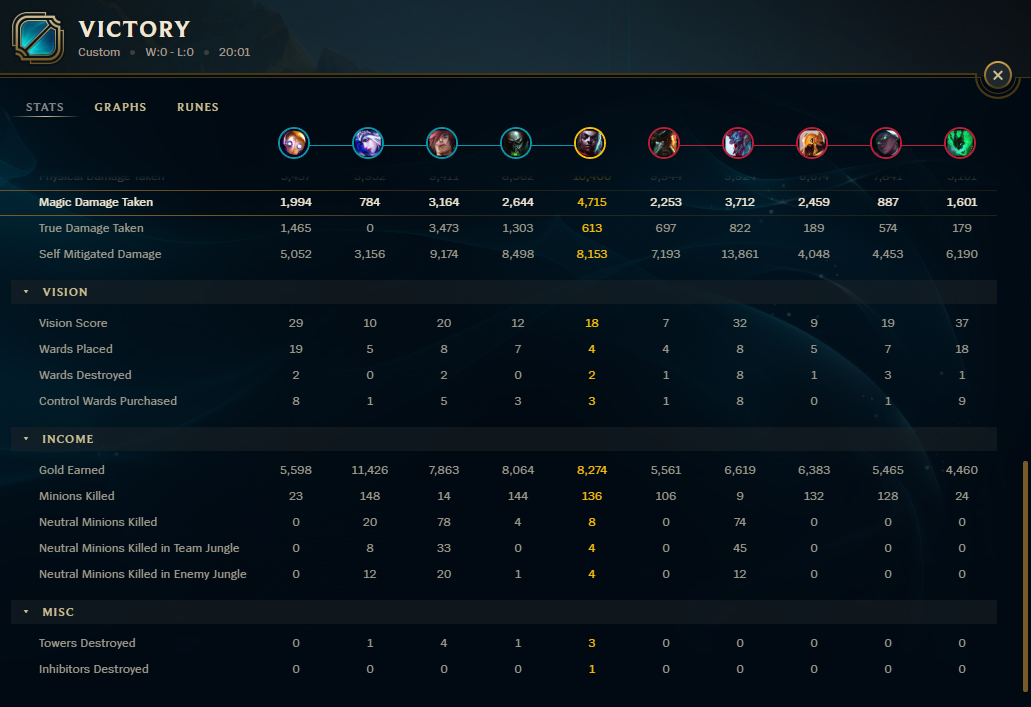 VICTORY
Custom • W:0 - L:0 • 20:01
STATS GRAPHS RUNES
Physical Damage Taken
Magic Damage Taken 1,994 784 3,164 2,644 4,715 2,253 3,712 2,459 887 1,601
True Damage Taken 1,465 0 3,473 1,303 613 697 822 189 574 179
Self Mitigated Damage 5,052 3,156 9,174 8,498 8,153 7,193 13,861 4,048 4,453 6,190
VISION
Vision Score 29 10 20 12 18 7 32 9 19 37
Wards Placed 19 5 8 7 4 4 8 5 7 18
Wards Destroyed 2 0 2 0 2 1 8 1 3 1
Control Wards Purchased 8 1 5 3 3 1 8 0 1 9
INCOME
Gold Earned 5,598 11,426 7,863 8,064 8,274 5,561 6,619 6,383 5,465 4,460
Minions Killed 23 148 14 144 136 106 9 132 128 24
Neutral Minions Killed 0 20 78 4 8 0 74 0 0 0
Neutral Minions Killed in Team Jungle 0 8 33 0 4 0 45 0 0 0
Neutral Minions Killed in Enemy Jungle 0 12 20 1 4 0 12 0 0 0
MISC
Towers Destroyed 0 1 4 1 3 0 0 0 0 0
Inhibitors Destroyed 0 0 0 0 1 0 0 0 0 0